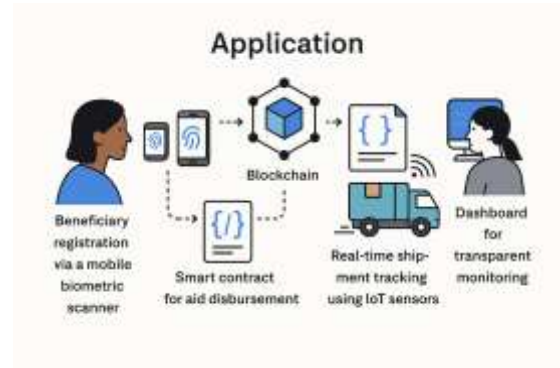 Application
Blockchain
Beneficiary
registration
via a mobile
biometric
scanner
{/}
Smart contract
for aid disbursement
{ }
Real-time ship-
ment tracking
using IoT sensors
Dashboard
for
transparent
monitoring